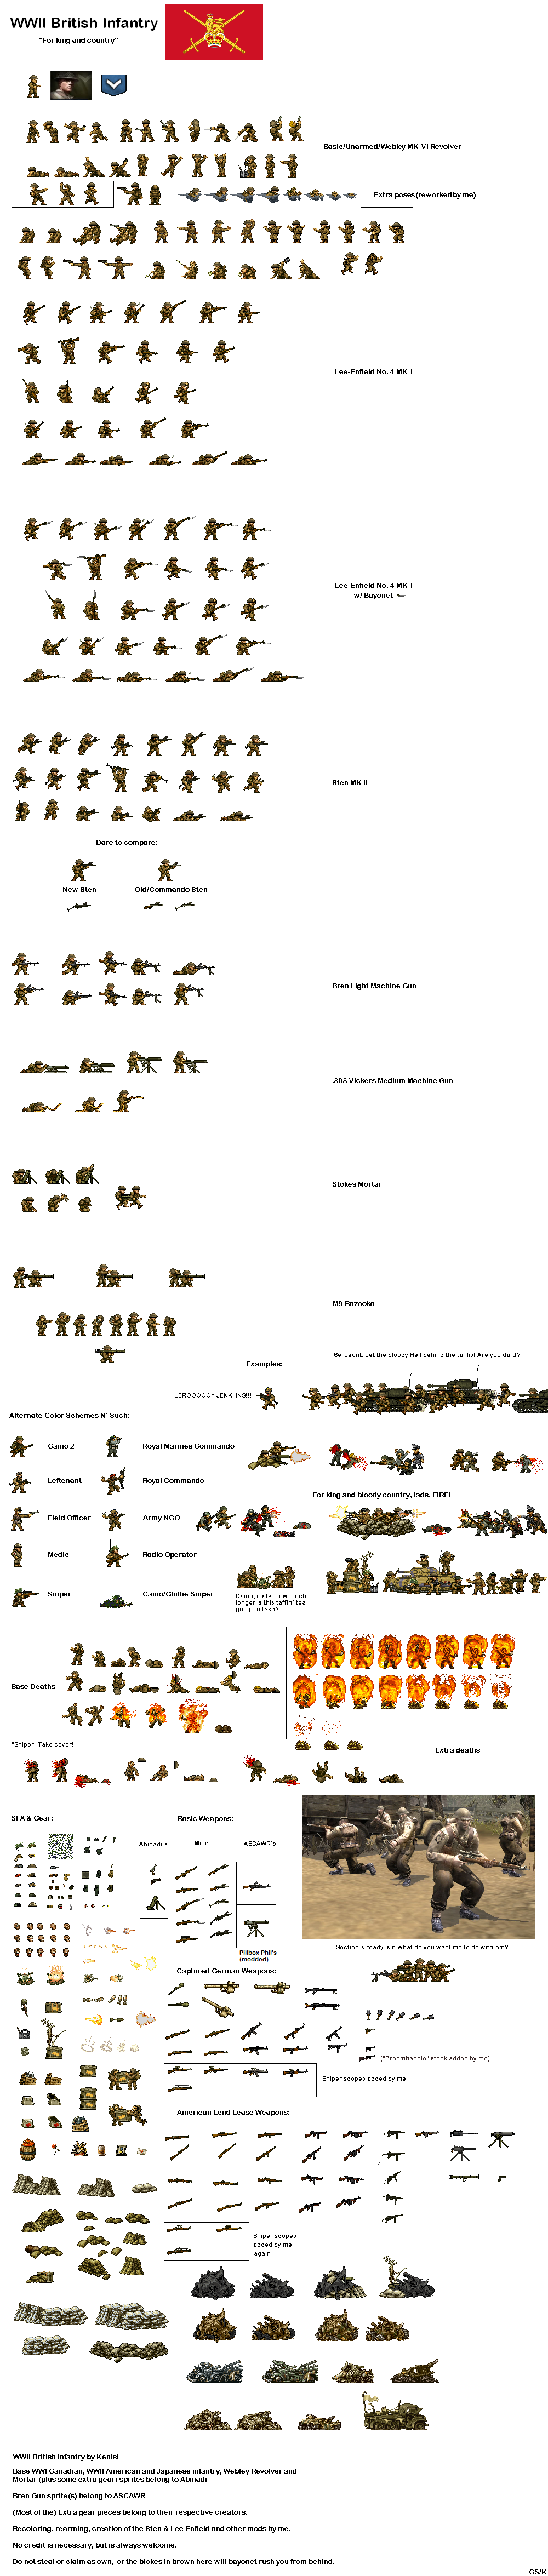 WWII British Infantry
"For king and country"
Basic/Unarmed/Webley MK VI Revolver
Extra poses(reworked by me)
Lee-Enfield No. 4 MK I
Lee-Enfield No. 4 MK I
w/ Bayonet
Sten MK II
Dare to compare:
New Sten
Old/Commando Sten
Bren Light Machine Gun
.303 Vickers Medium Machine Gun
Stokes Mortar
M9 Bazooka
Sergeant, get the bloody Hell behind the tanks! Are you daft!?
Examples:
LEROOOOOY JENKIIINS!!!
Alternate Color Schemes N' Such:
Camo 2
Royal Marines Commando
Leftenant
Royal Commando
For king and bloody country, lads, FIRE!
Field Officer
Army NCO
Medic
Radio Operator
Sniper
Camo/Ghillie Sniper
Damn, mate, how much
longer is this taffin' tea
going to take?
Base Deaths
Extra deaths
"Sniper! Take cover!"
SFX & Gear:
Basic Weapons:
Abinadi's
Mine
ASCAWR's
Pillbox Phil's
(modded)
"Section's ready, sir, what do you want me to do with'em?"
Captured German Weapons:
("Broomhandle" stock added by me)
Sniper scopes added by me
American Lend Lease Weapons:
Sniper scopes
added by me
again
WWII British Infantry by Kenisi
Base WWI Canadian, WWII American and Japanese infantry, Webley Revolver and
Mortar (plus some extra gear) sprites belong to Abinadi
Bren Gun sprite(s) belong to ASCAWR
(Most of the) Extra gear pieces belong to their respective creators.
Recoloring, rearming, creation of the Sten & Lee Enfield and other mods by me.
No credit is necessary, but is always welcome.
Do not steal or claim as own, or the blokes in brown here will bayonet rush you from behind.
GS/K